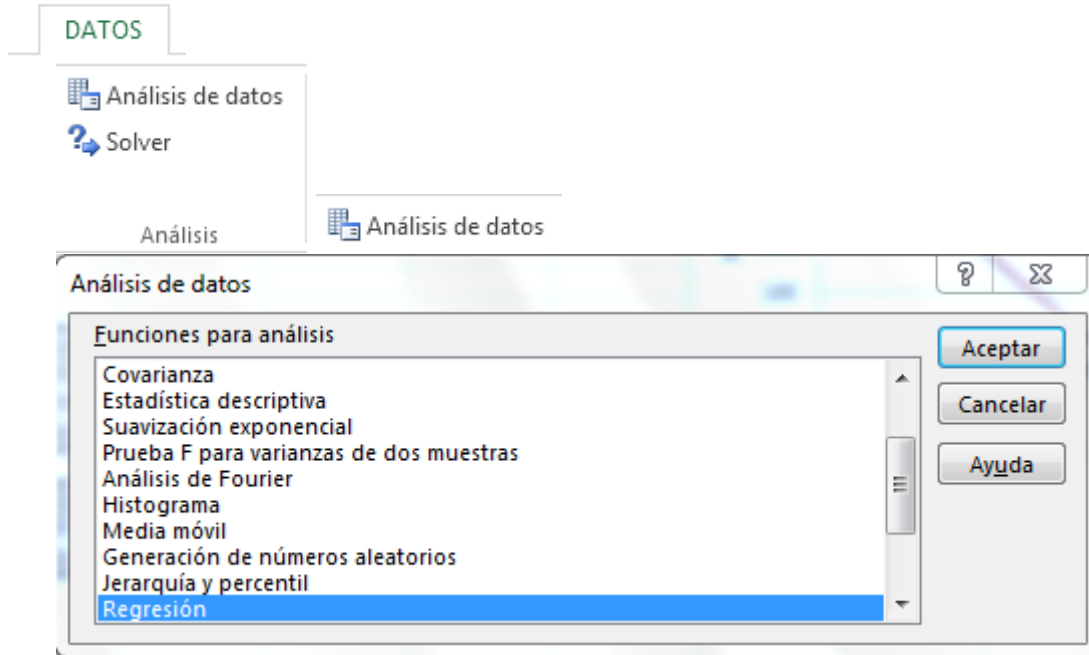 DATOS
Análisis de datos
Solver
Análisis
Análisis de datos
Análisis de datos
Funciones para análisis
Covarianza
Estadística descriptiva
Suavización exponencial
Prueba F para varianzas de dos muestras
Análisis de Fourier
Histograma
Media móvil
Generación de números aleatorios
Jerarquía y percentil
Regresión
Aceptar
Cancelar
Ayuda